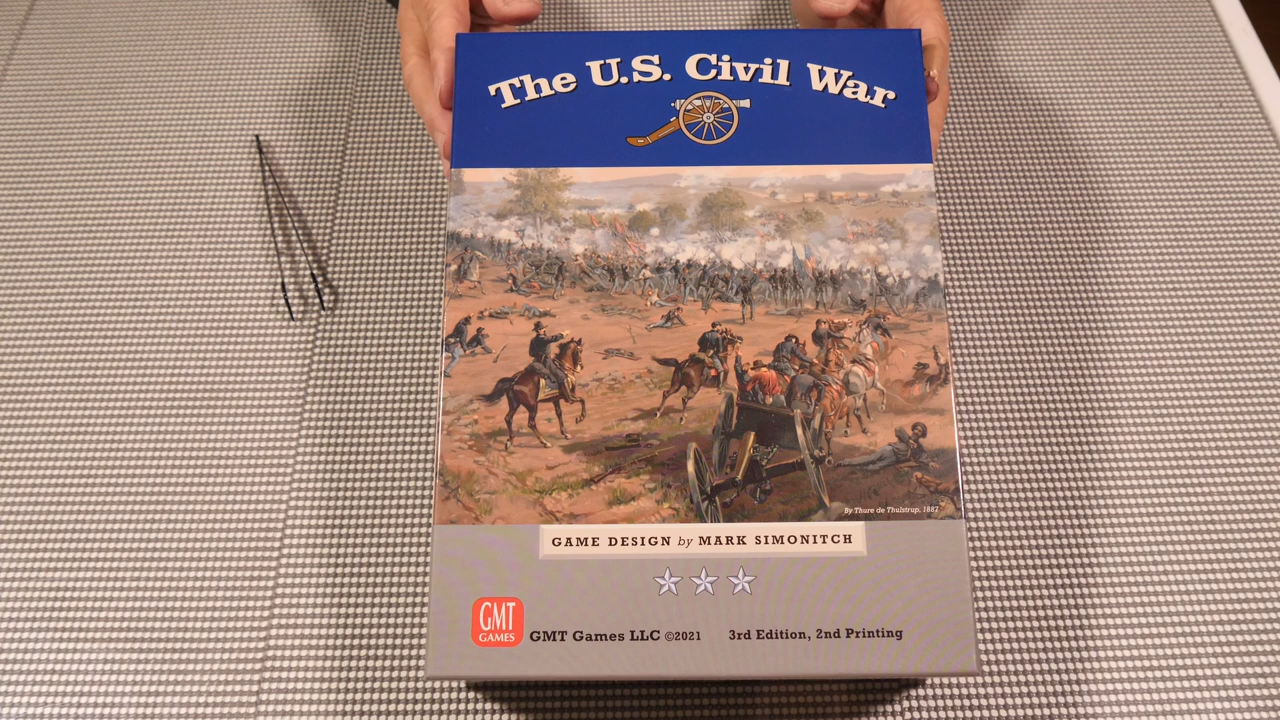 The U.S. Civil War
By Thure de Thulstrup, 1887
GAME DESIGN by MARK SIMONITCH
GMT
GAMES
GMT Games LLC ©2021 3rd Edition, 2nd Printing